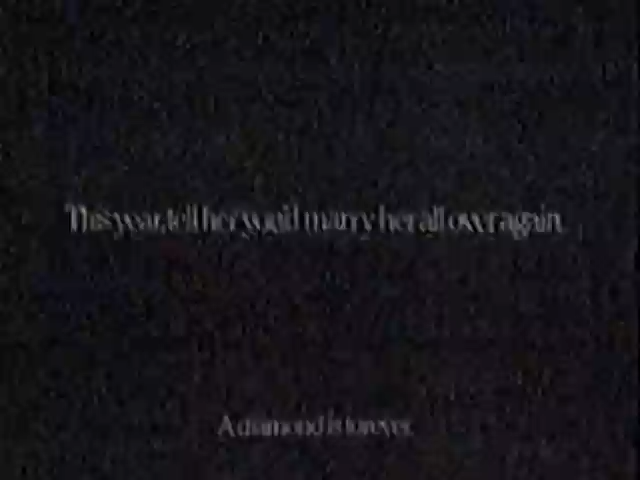 This year, tell her you'd marry her all over again.
A diamond is forever.